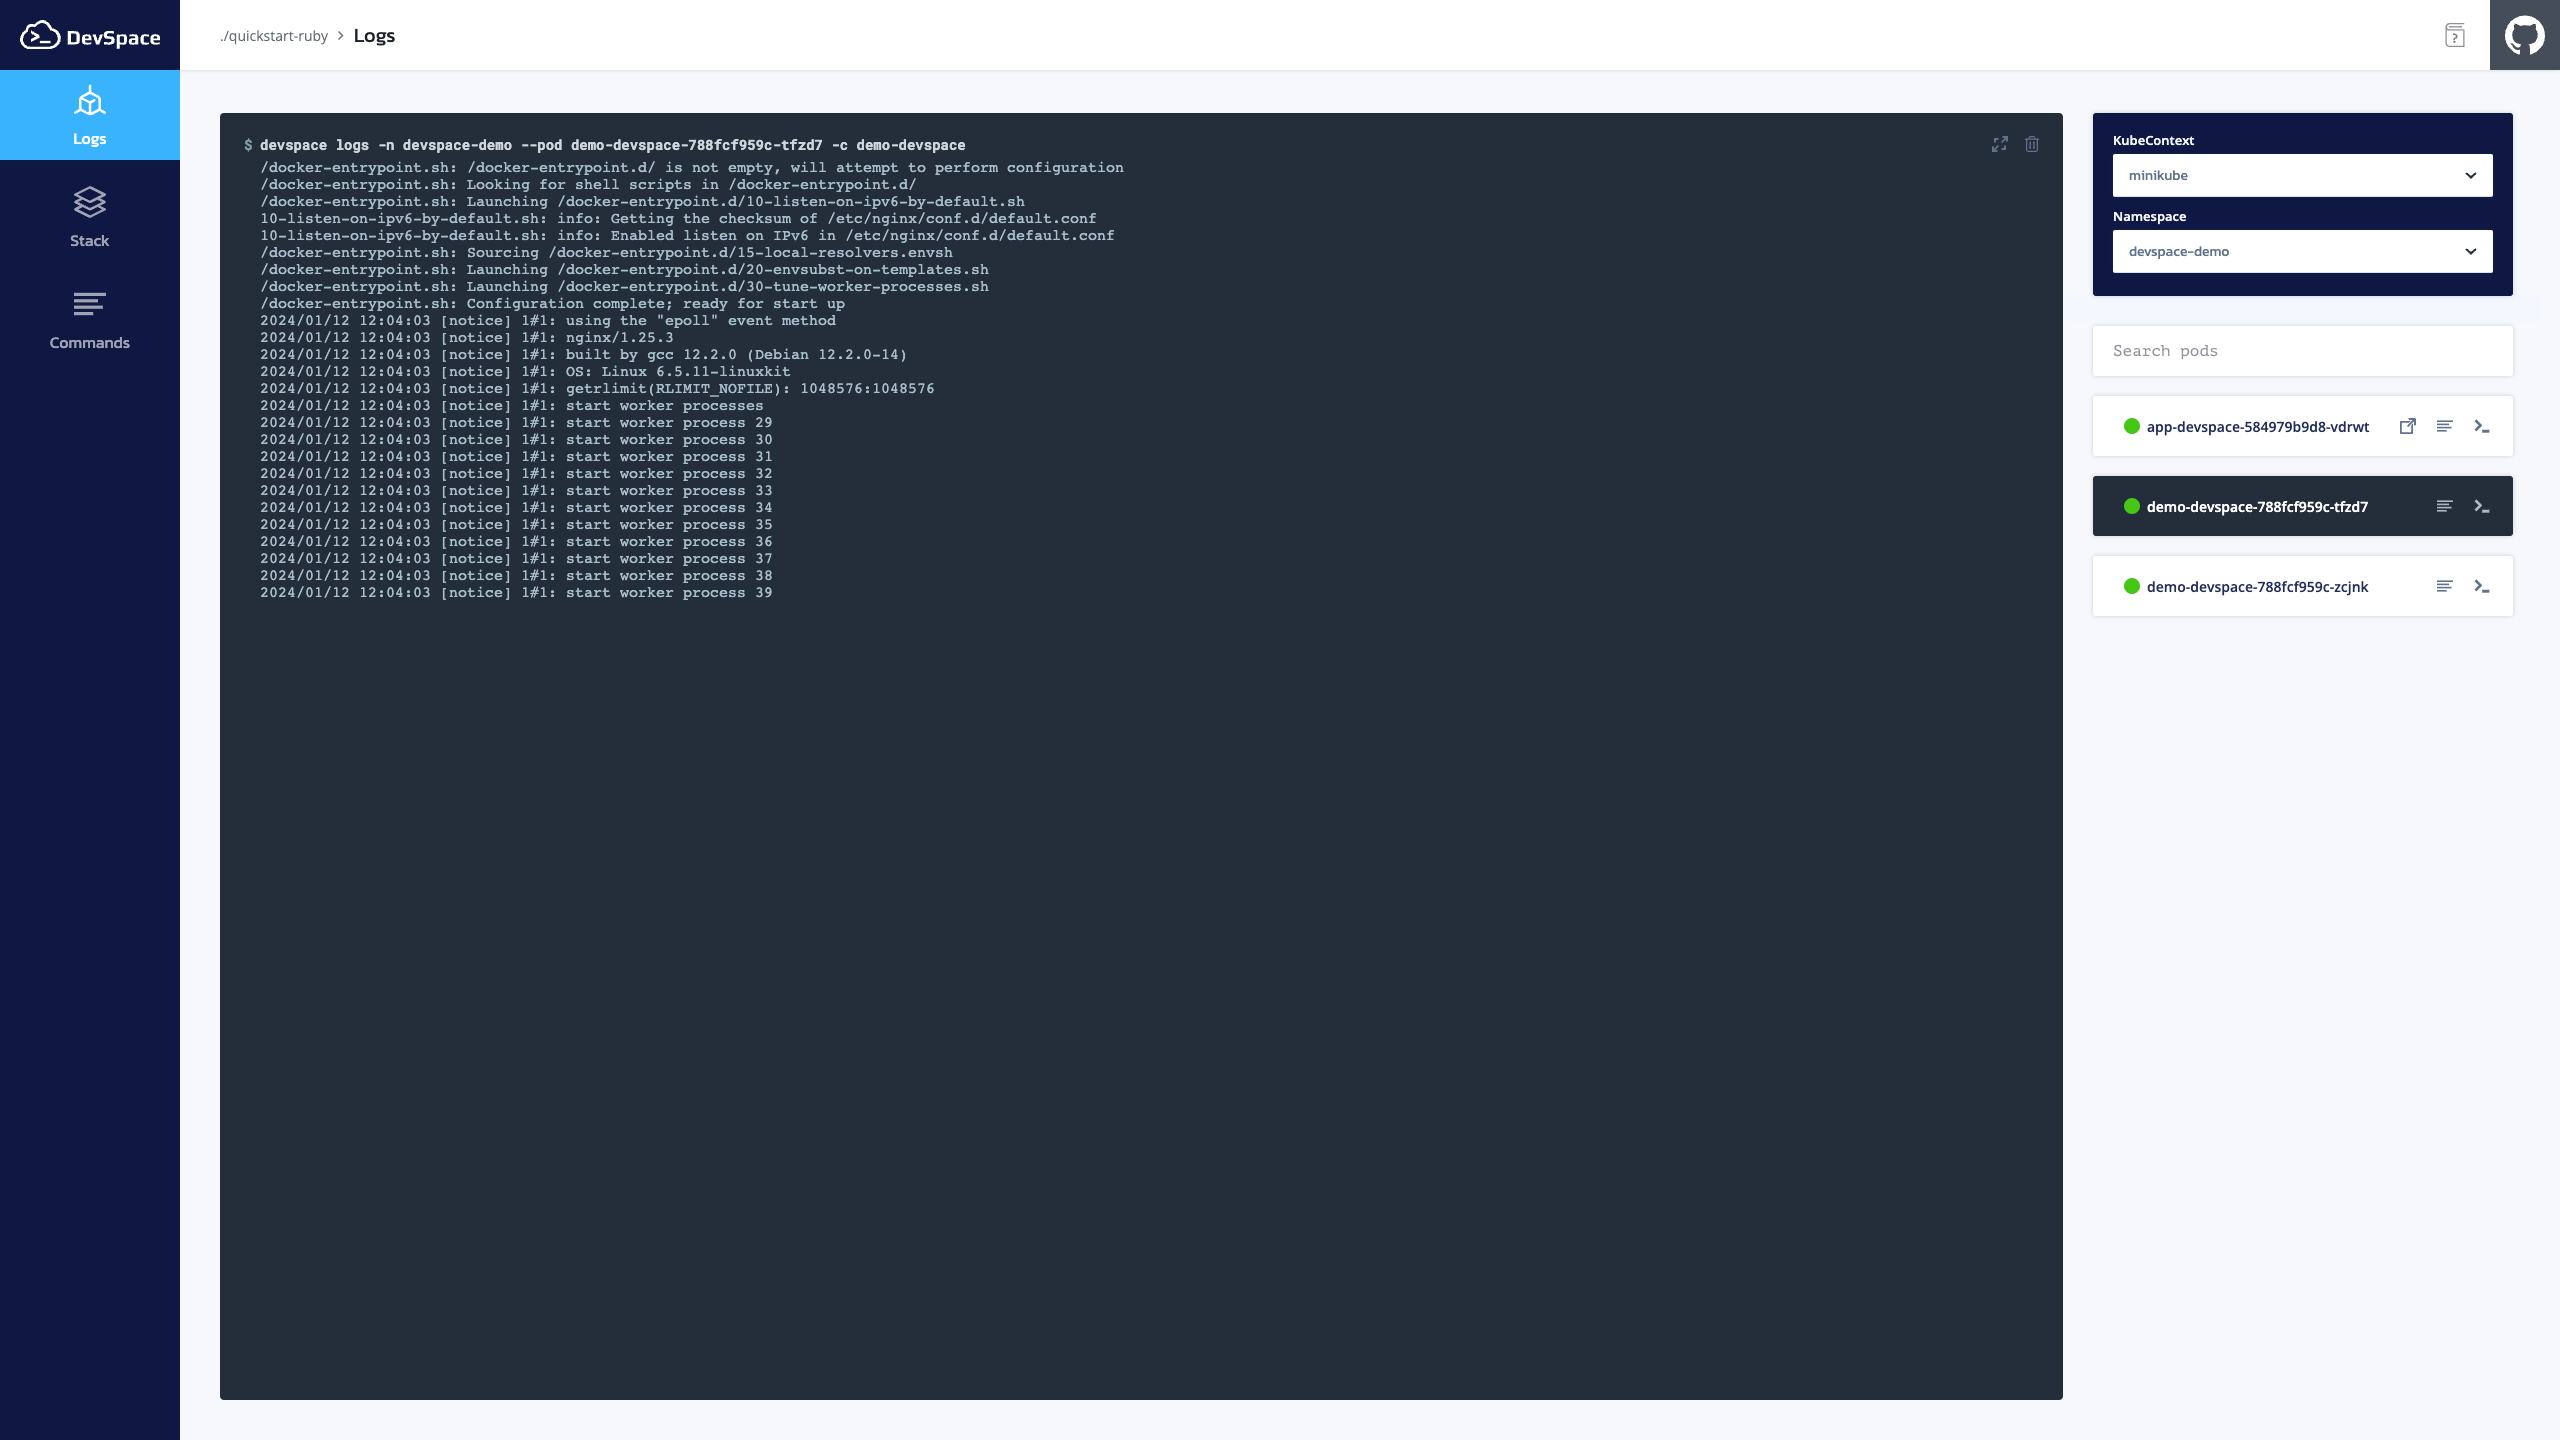 DevSpace
./quickstart-ruby > Logs
Logs
Stack
Commands
$ devspace logs -n devspace-demo --pod demo-devspace-788fcf959c-tfzd7 -c demo-devspace
/docker-entrypoint.sh: /docker-entrypoint.d/ is not empty, will attempt to perform configuration
/docker-entrypoint.sh: Looking for shell scripts in /docker-entrypoint.d/
/docker-entrypoint.sh: Launching /docker-entrypoint.d/10-listen-on-ipv6-by-default.sh
10-listen-on-ipv6-by-default.sh: info: Getting the checksum of /etc/nginx/conf.d/default.conf
10-listen-on-ipv6-by-default.sh: info: Enabled listen on IPv6 in /etc/nginx/conf.d/default.conf
/docker-entrypoint.sh: Sourcing /docker-entrypoint.d/15-local-resolvers.envsh
/docker-entrypoint.sh: Launching /docker-entrypoint.d/20-envsubst-on-templates.sh
/docker-entrypoint.sh: Launching /docker-entrypoint.d/30-tune-worker-processes.sh
/docker-entrypoint.sh: Configuration complete; ready for start up
2024/01/12 12:04:03 [notice] 1#1: using the "epoll" event method
2024/01/12 12:04:03 [notice] 1#1: nginx/1.25.3
2024/01/12 12:04:03 [notice] 1#1: built by gcc 12.2.0 (Debian 12.2.0-14)
2024/01/12 12:04:03 [notice] 1#1: OS: Linux 6.5.11-linuxkit
2024/01/12 12:04:03 [notice] 1#1: getrlimit(RLIMIT_NOFILE): 1048576:1048576
2024/01/12 12:04:03 [notice] 1#1: start worker processes
2024/01/12 12:04:03 [notice] 1#1: start worker process 29
2024/01/12 12:04:03 [notice] 1#1: start worker process 30
2024/01/12 12:04:03 [notice] 1#1: start worker process 31
2024/01/12 12:04:03 [notice] 1#1: start worker process 32
2024/01/12 12:04:03 [notice] 1#1: start worker process 33
2024/01/12 12:04:03 [notice] 1#1: start worker process 34
2024/01/12 12:04:03 [notice] 1#1: start worker process 35
2024/01/12 12:04:03 [notice] 1#1: start worker process 36
2024/01/12 12:04:03 [notice] 1#1: start worker process 37
2024/01/12 12:04:03 [notice] 1#1: start worker process 38
2024/01/12 12:04:03 [notice] 1#1: start worker process 39
KubeContext
minikube
Namespace
devspace-demo
Search pods
app-devspace-584979b9d8-vdrwt
demo-devspace-788fcf959c-tfzd7
demo-devspace-788fcf959c-zcjnk